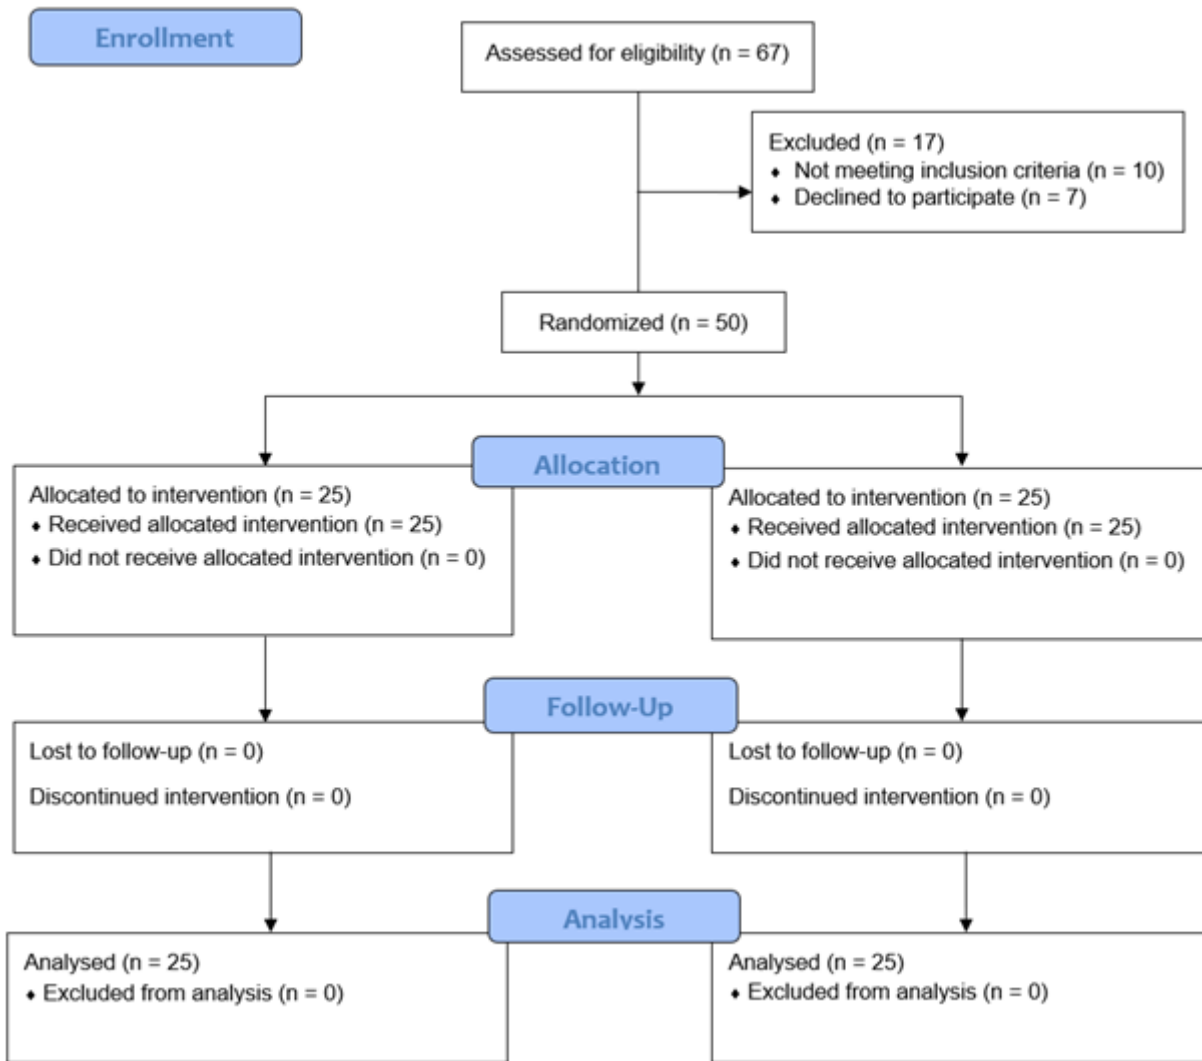 Enrollment
Assessed for eligibility (n = 67)
Excluded (n = 17)
⬧ Not meeting inclusion criteria (n = 10)
⬧ Declined to participate (n = 7)
Randomized (n = 50)
Allocation
Allocated to intervention (n = 25)
⬧ Received allocated intervention (n = 25)
⬧ Did not receive allocated intervention (n = 0)
Allocated to intervention (n = 25)
⬧ Received allocated intervention (n = 25)
⬧ Did not receive allocated intervention (n = 0)
Follow-Up
Lost to follow-up (n = 0)
Discontinued intervention (n = 0)
Lost to follow-up (n = 0)
Discontinued intervention (n = 0)
Analysis
Analysed (n = 25)
⬧ Excluded from analysis (n = 0)
Analysed (n = 25)
⬧ Excluded from analysis (n = 0)